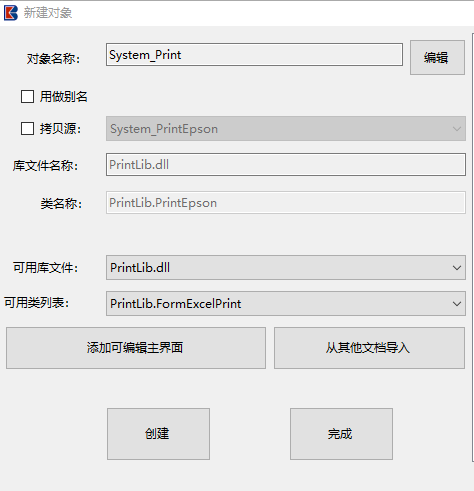 新建对象
对象名称： System_Print 编辑
用做别名
拷贝源： System_PrintEpson
库文件名称： PrintLib.dll
类名称： PrintLib.PrintEpson
可用库文件： PrintLib.dll
可用类列表： PrintLib.FormExcelPrint
添加可编辑主界面 从其他文档导入
创建 完成